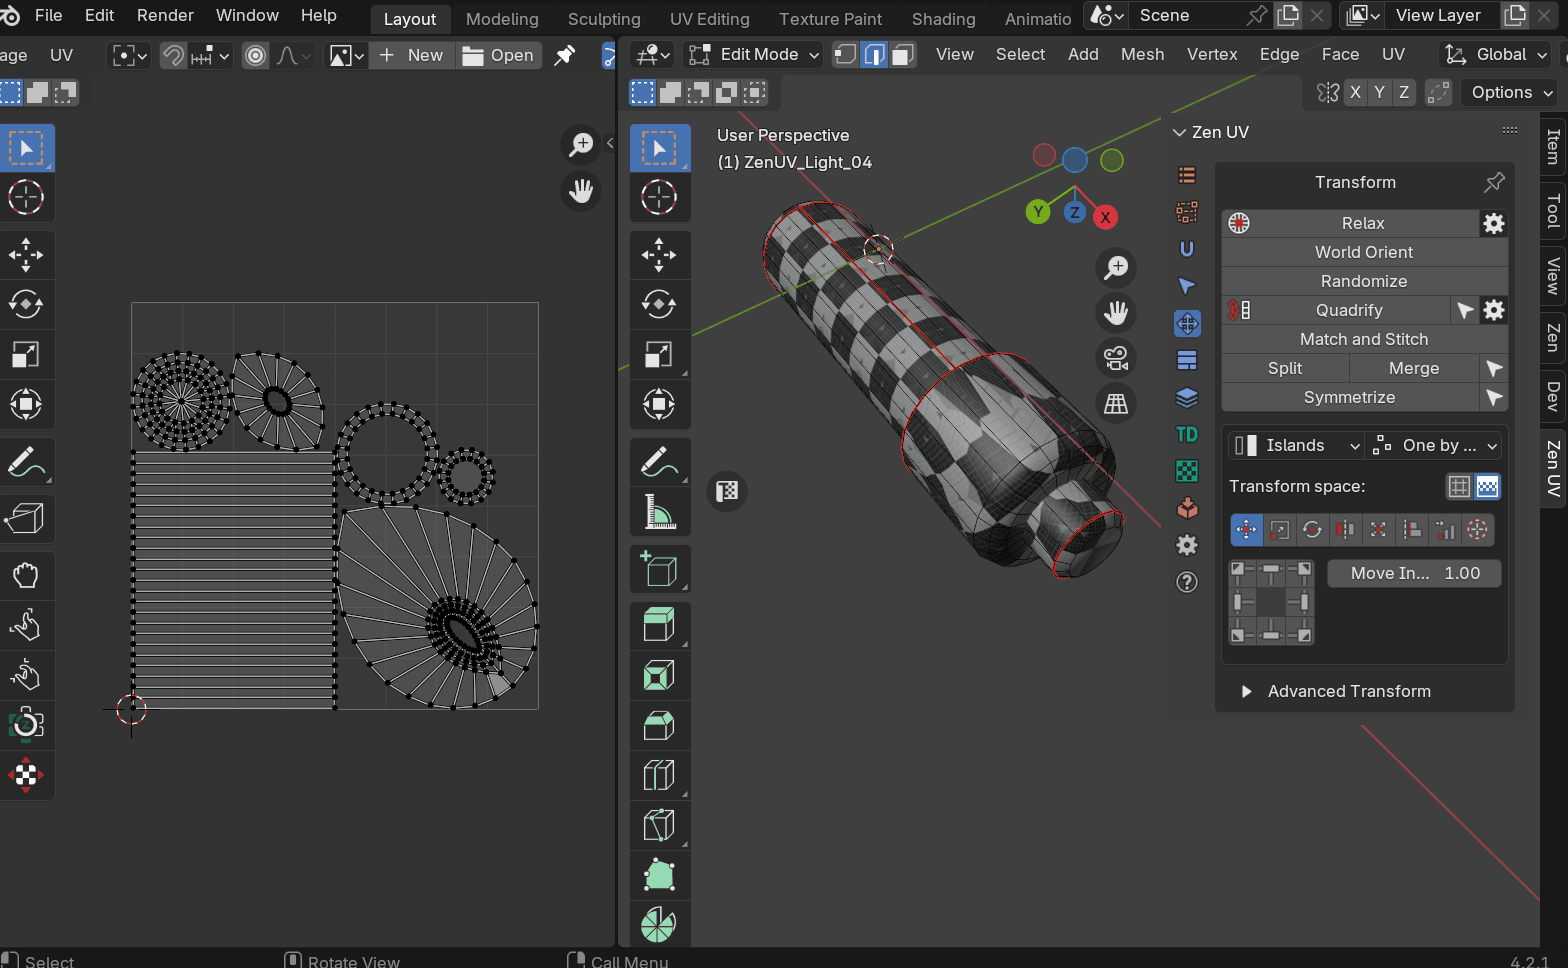 File Edit Render Window Help Layout Modeling Sculpting UV Editing Texture Paint Shading Animatio Scene View Layer
age UV New Open Edit Mode View Select Add Mesh Vertex Edge Face UV Global
X Y Z Options
User Perspective
(1) ZenUV_Light_04
Y Z X
Zen UV
Transform
Relax
World Orient
Randomize
Quadrify
Match and Stitch
Split Merge
Symmetrize
TD
Islands One by ...
Transform space:
Move In... 1.00
Advanced Transform
Item
Tool
View
Zen
Dev
Zen UV
Select Rotate View Call Menu 4.2.1